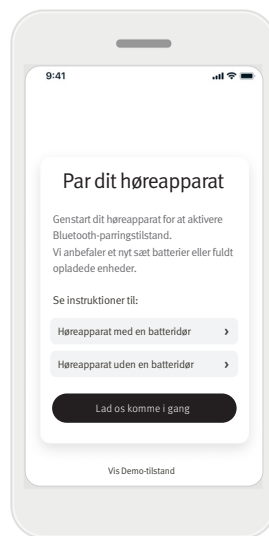 9:41
Par dit høreapparat
Genstart dit høreapparat for at aktivere
Bluetooth-parringstilstand.
Vi anbefaler et nyt sæt batterier eller fuldt
opladede enheder.
Se instruktioner til:
Høreapparat med en batteridør ›
Høreapparat uden en batteridør ›
Lad os komme i gang
Vis Demo-tilstand